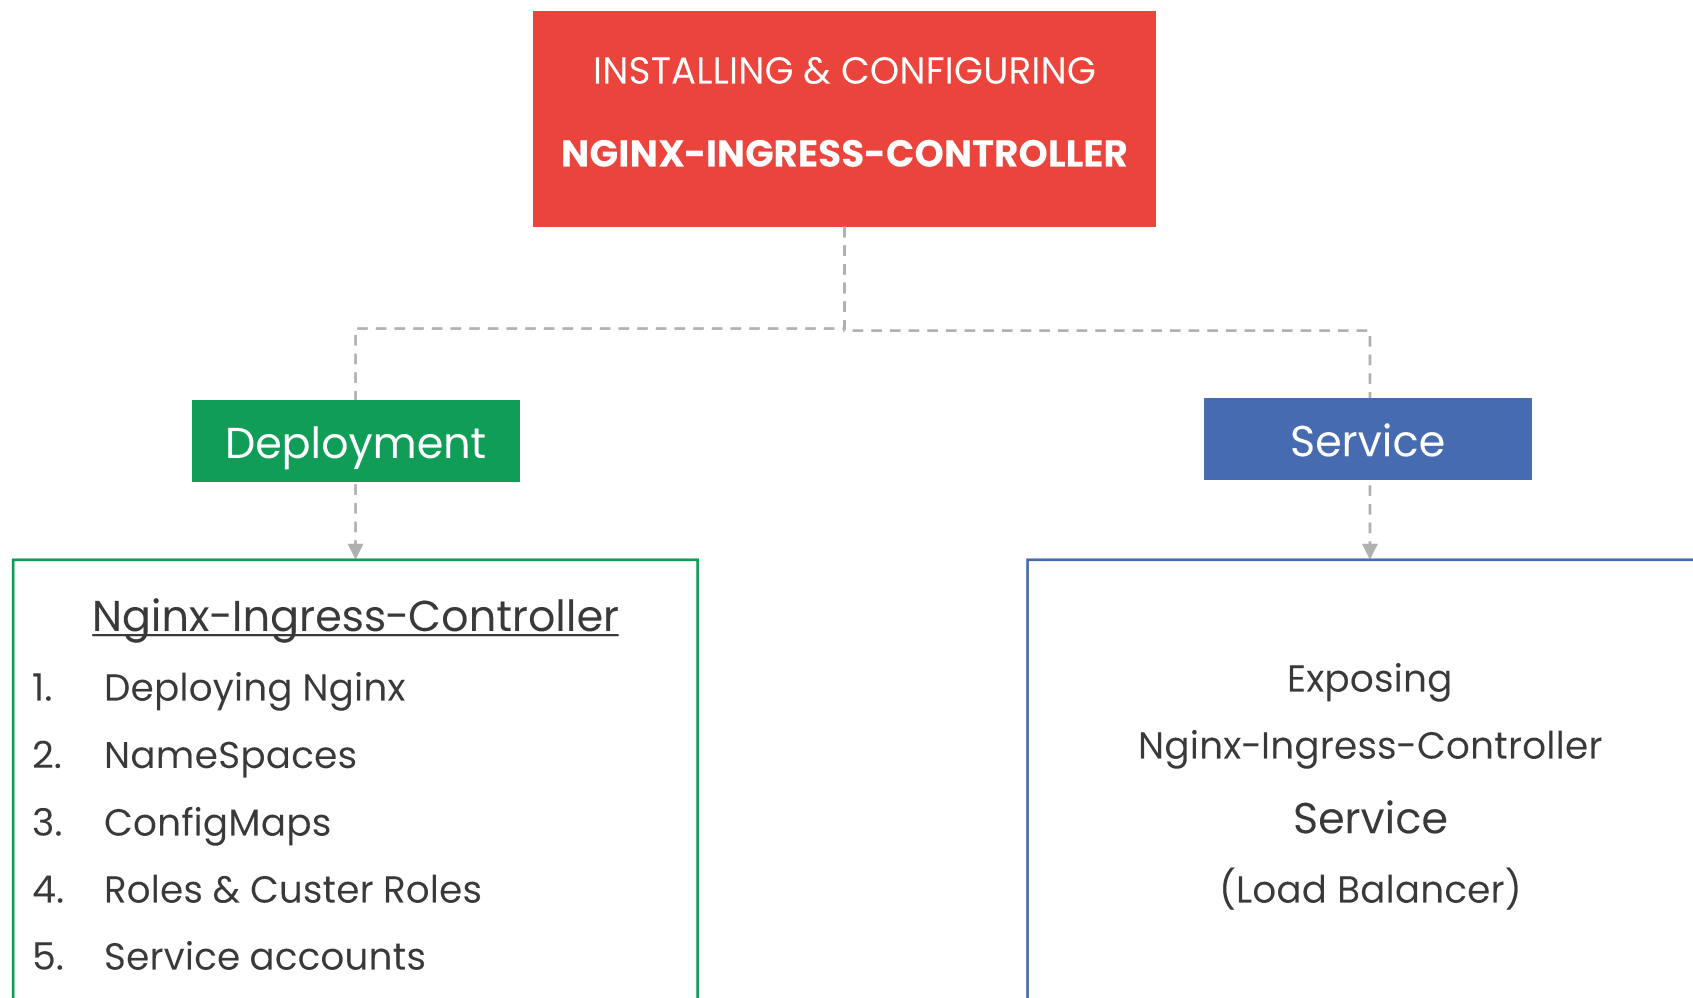 INSTALLING & CONFIGURING
NGINX-INGRESS-CONTROLLER
Deployment
Service
Nginx-Ingress-Controller
1. Deploying Nginx
2. NameSpaces
3. ConfigMaps
4. Roles & Custer Roles
5. Service accounts
Exposing
Nginx-Ingress-Controller
Service
(Load Balancer)